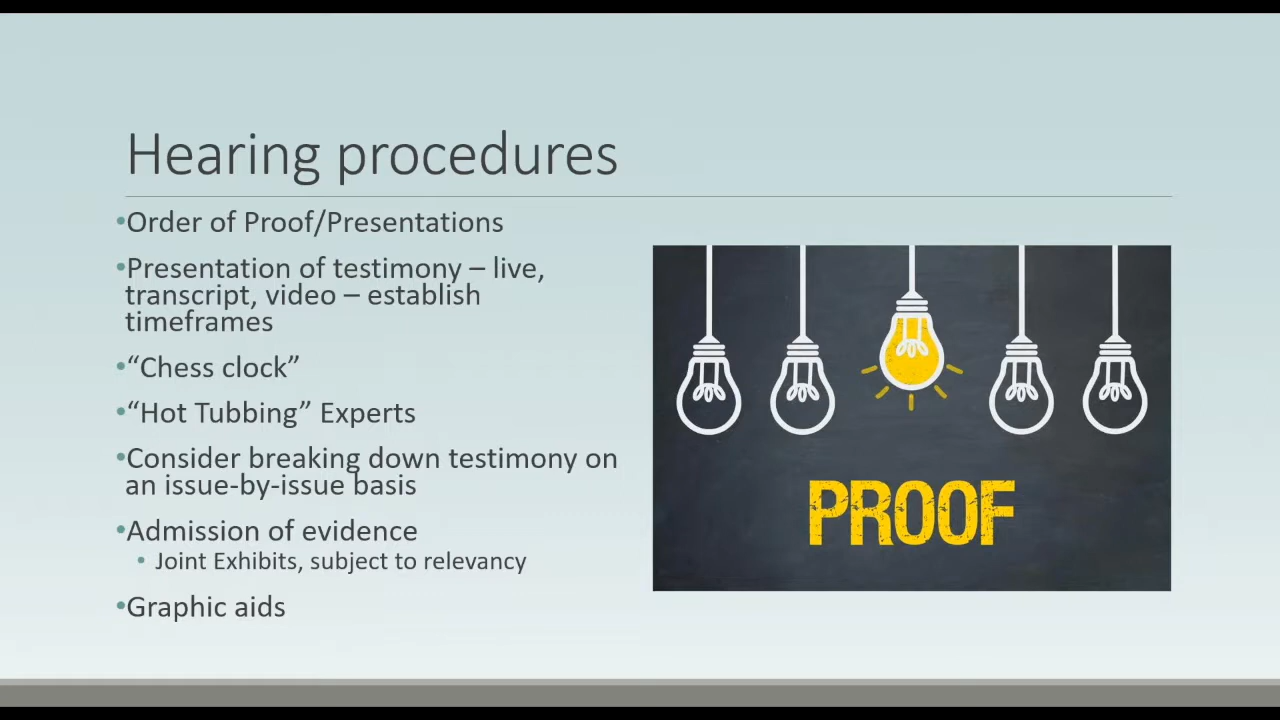 Hearing procedures
•Order of Proof/Presentations
•Presentation of testimony – live,
transcript, video – establish
timeframes
•“Chess clock”
•“Hot Tubbing” Experts
•Consider breaking down testimony on
an issue-by-issue basis
•Admission of evidence
• Joint Exhibits, subject to relevancy
•Graphic aids
PROOF